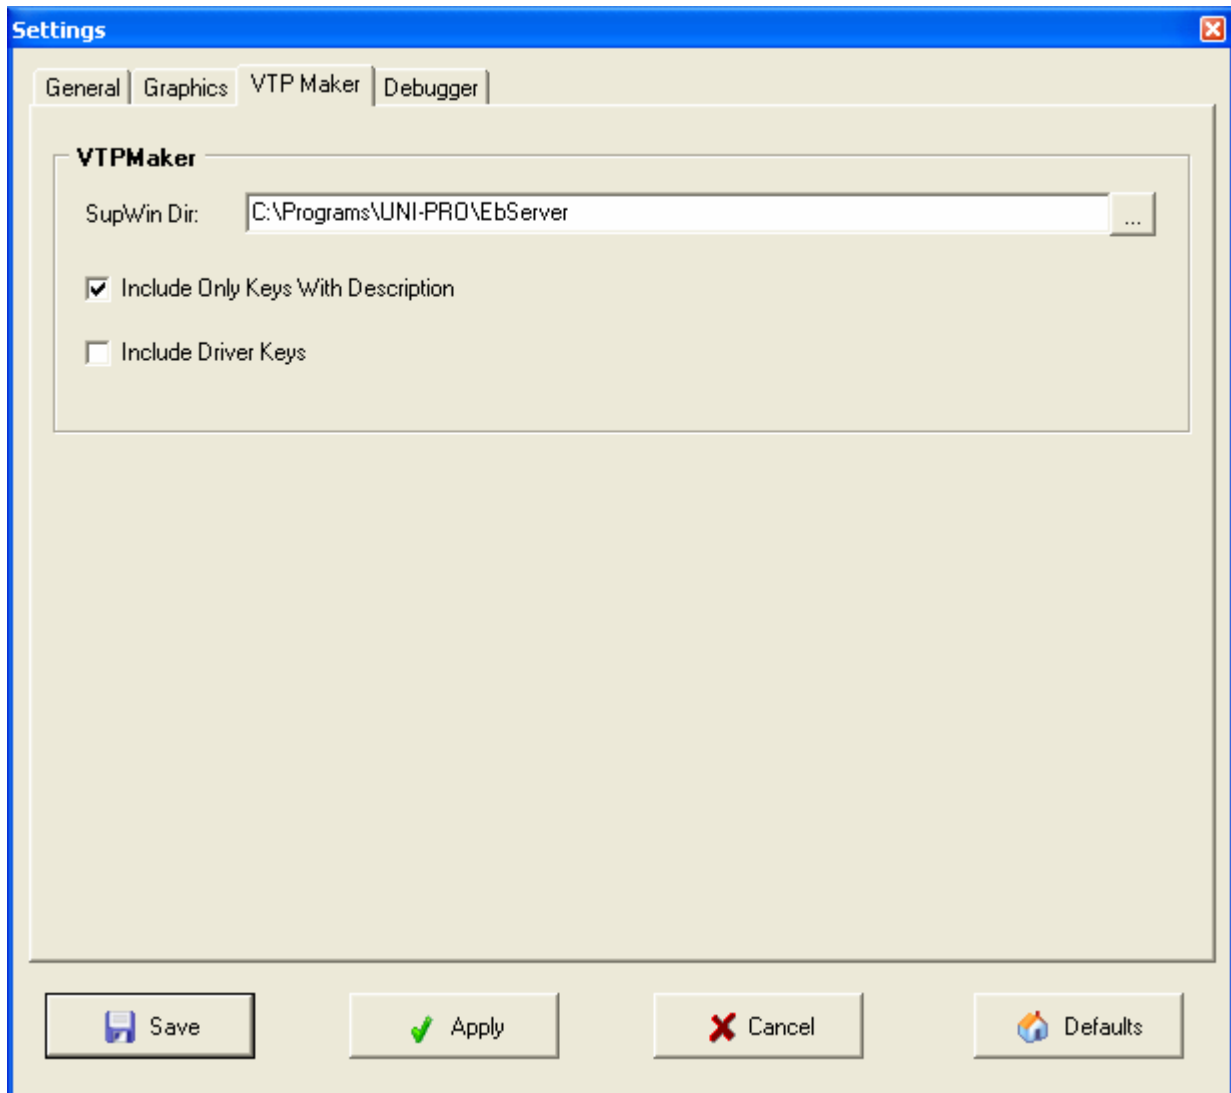 Settings
General
Graphics
VTP Maker
Debugger
VTPMaker
SupWin Dir:
C:\Programs\UNI-PRO\EbServer
...
Include Only Keys With Description
Include Driver Keys
Save
Apply
Cancel
Defaults